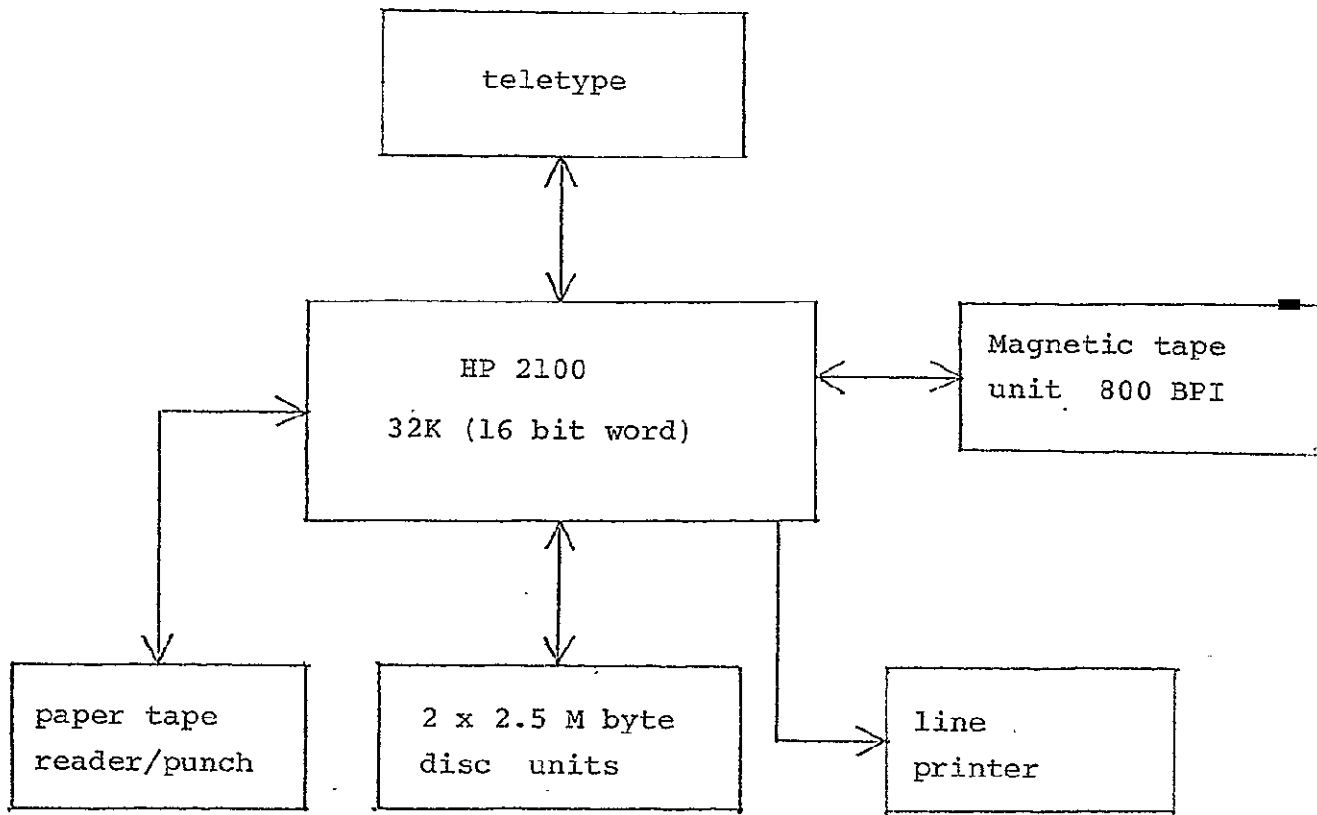 teletype
HP 2100
32K (16 bit word)
Magnetic tape
unit 800 BPI
paper tape
reader/punch
2 x 2.5 M byte
disc units
line
printer